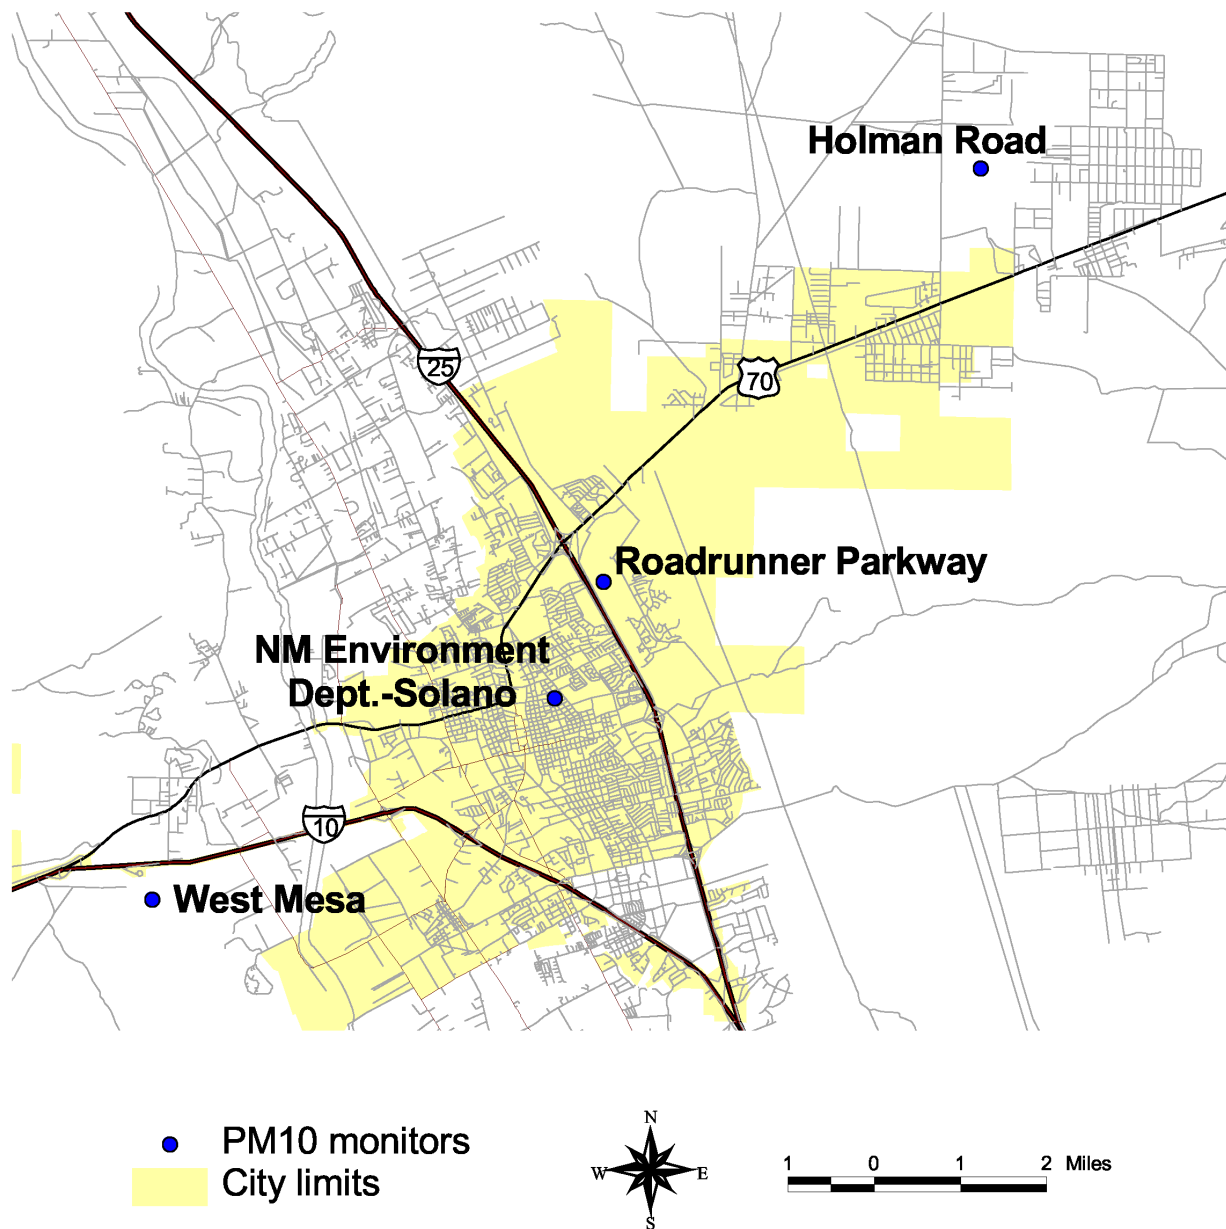 Holman Road
25
70
Roadrunner Parkway
NM Environment
Dept.-Solano
10
West Mesa
PM10 monitors
City limits
N
W E
S
1 0 1 2 Miles